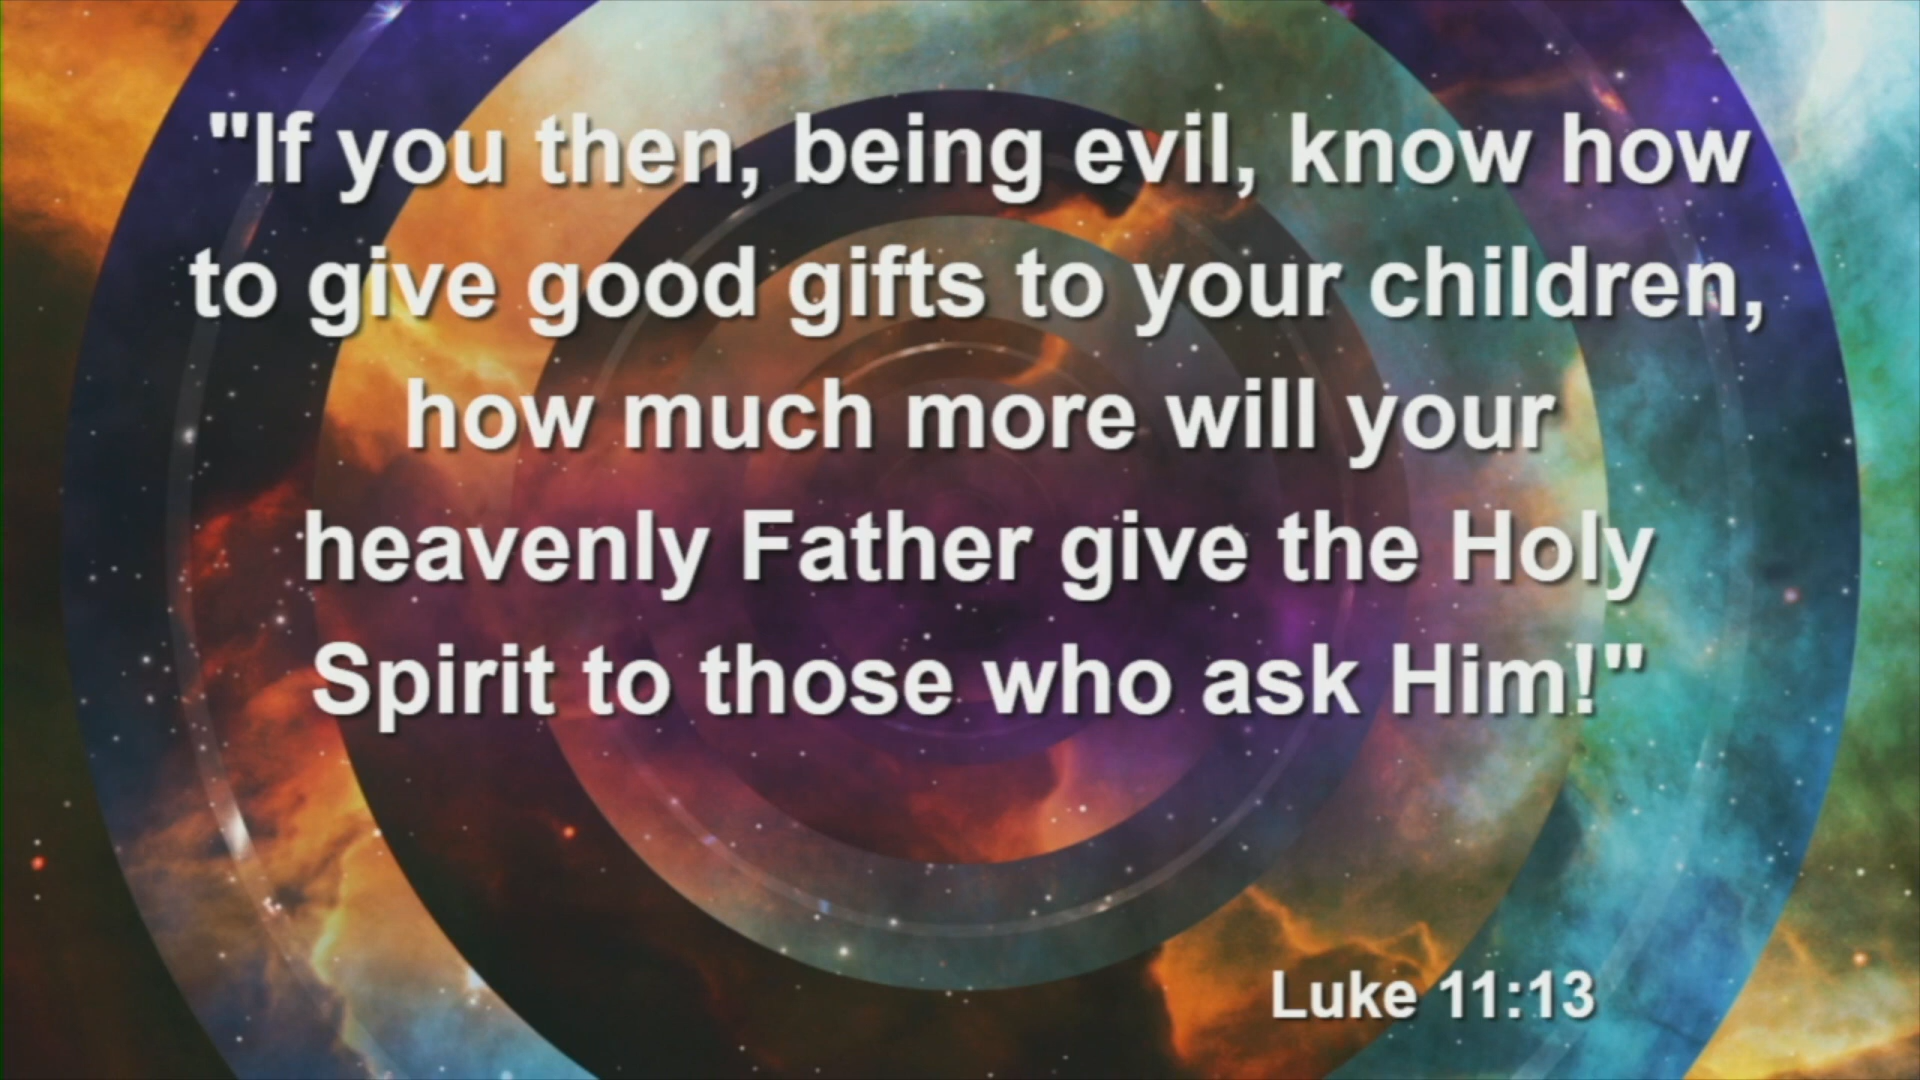 "If you then, being evil, know how
to give good gifts to your children,
how much more will your
heavenly Father give the Holy
Spirit to those who ask Him!"
Luke 11:13